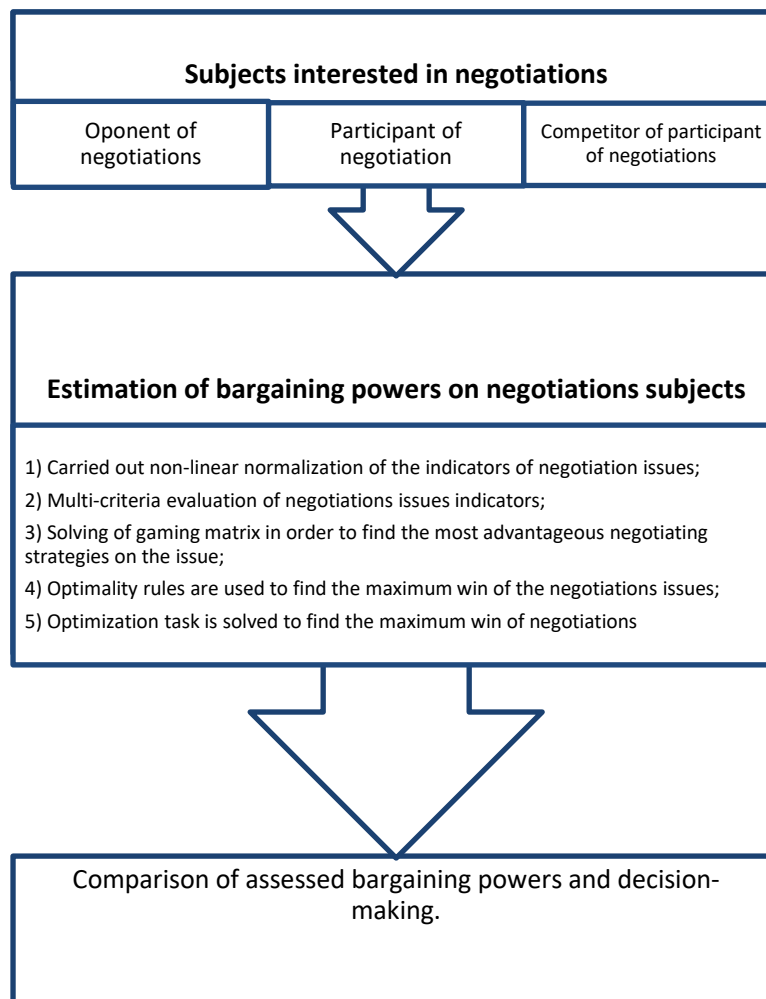 Subjects interested in negotiations
Oponent of
negotiations
Participant of
negotiation
Competitor of participant
of negotiations
Estimation of bargaining powers on negotiations subjects
1) Carried out non-linear normalization of the indicators of negotiation issues;
2) Multi-criteria evaluation of negotiations issues indicators;
3) Solving of gaming matrix in order to find the most advantageous negotiating
strategies on the issue;
4) Optimality rules are used to find the maximum win of the negotiations issues;
5) Optimization task is solved to find the maximum win of negotiations
Comparison of assessed bargaining powers and decision-
making.